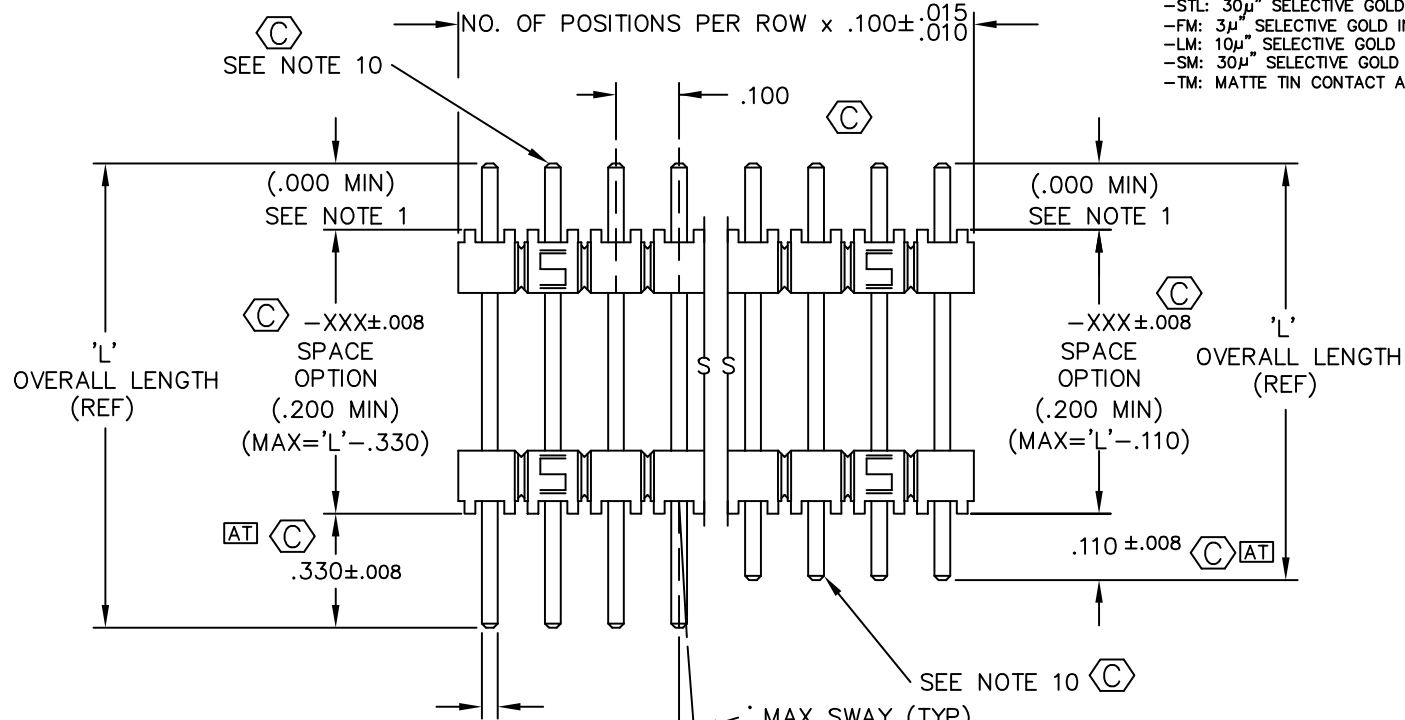 -STL: 30µ" SELECTIVE GOLD
-FM: 3µ" SELECTIVE GOLD
-LM: 10µ" SELECTIVE GOLD
-SM: 30µ" SELECTIVE GOLD
-TM: MATTE TIN CONTACT
NO. OF POSITIONS PER ROW x .100± .015
.010
C
SEE NOTE 10
.100
C
(.000 MIN)
SEE NOTE 1
(.000 MIN)
SEE NOTE 1
S
S
C -XXX±.008
SPACE
OPTION
(.200 MIN)
(MAX='L'-.330)
C
-XXX±.008
SPACE
OPTION
(.200 MIN)
(MAX='L'-.110)
'L'
OVERALL LENGTH
(REF)
'L'
OVERALL LENGTH
(REF)
S S
S
S
AT C
.330±.008
.110 ±.008 C AT
SEE NOTE 10 C
MAX SWAY (TYP)